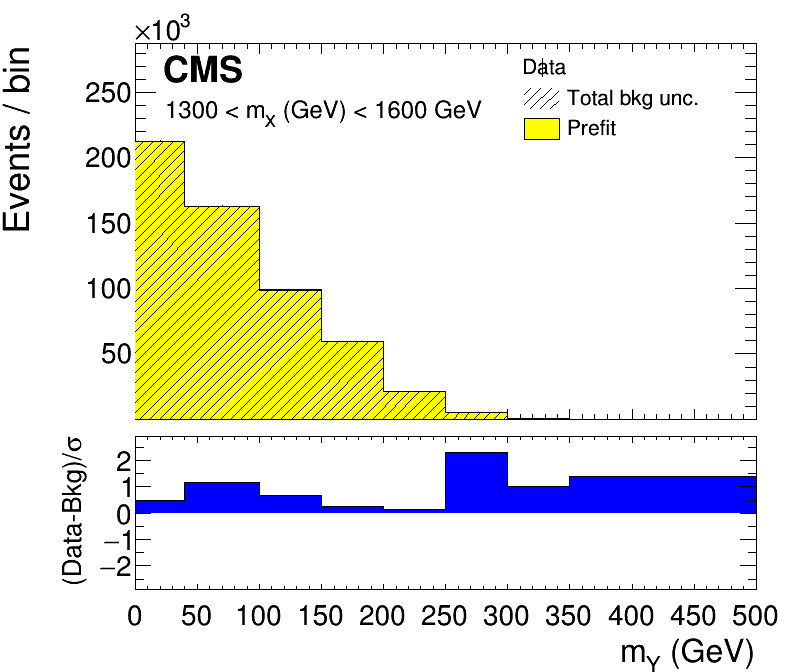 ×10³
CMS
1300 < mX (GeV) < 1600 GeV
Data
Total bkg unc.
Prefit
Events / bin
250
200
150
100
50
(Data-Bkg)/σ
2
1
0
−1
−2
0 50 100 150 200 250 300 350 400 450 500
mY (GeV)